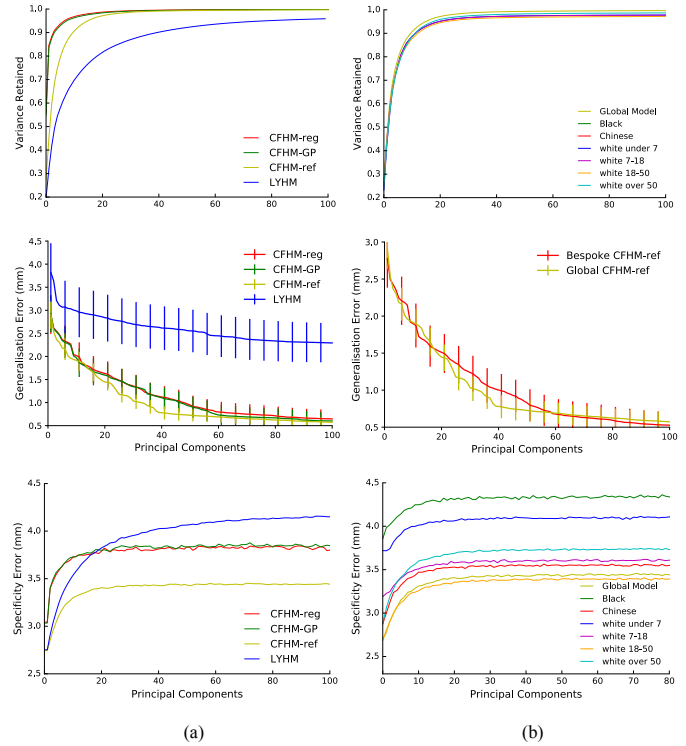 1.0
0.9
0.8
0.7
0.6
0.5
0.4
0.3
0.2
0 20 40 60 80 100
Variance Retained
Principal Components
CFHM-reg
CFHM-GP
CFHM-ref
LYHM
1.0
0.9
0.8
0.7
0.6
0.5
0.4
0.3
0.2
0 20 40 60 80 100
Variance Retained
Principal Components
GLobal Model
Black
Chinese
white under 7
white 7-18
white 18-50
white over 50
4.5
4.0
3.5
3.0
2.5
2.0
1.5
1.0
0.5
0 20 40 60 80 100
Generalisation Error (mm)
Principal Components
CFHM-reg
CFHM-GP
CFHM-ref
LYHM
3.0
2.5
2.0
1.5
1.0
0.5
0 20 40 60 80 100
Generalisation Error (mm)
Principal Components
Bespoke CFHM-ref
Global CFHM-ref
4.5
4.0
3.5
3.0
2.5
0 20 40 60 80 100
Specificity Error (mm)
Principal Components
CFHM-reg
CFHM-GP
CFHM-ref
LYHM
4.5
4.0
3.5
3.0
2.5
0 10 20 30 40 50 60 70 80
Specificity Error (mm)
Principal Components
Global Model
Black
Chinese
white under 7
white 7-18
white 18-50
white over 50
(a)
(b)